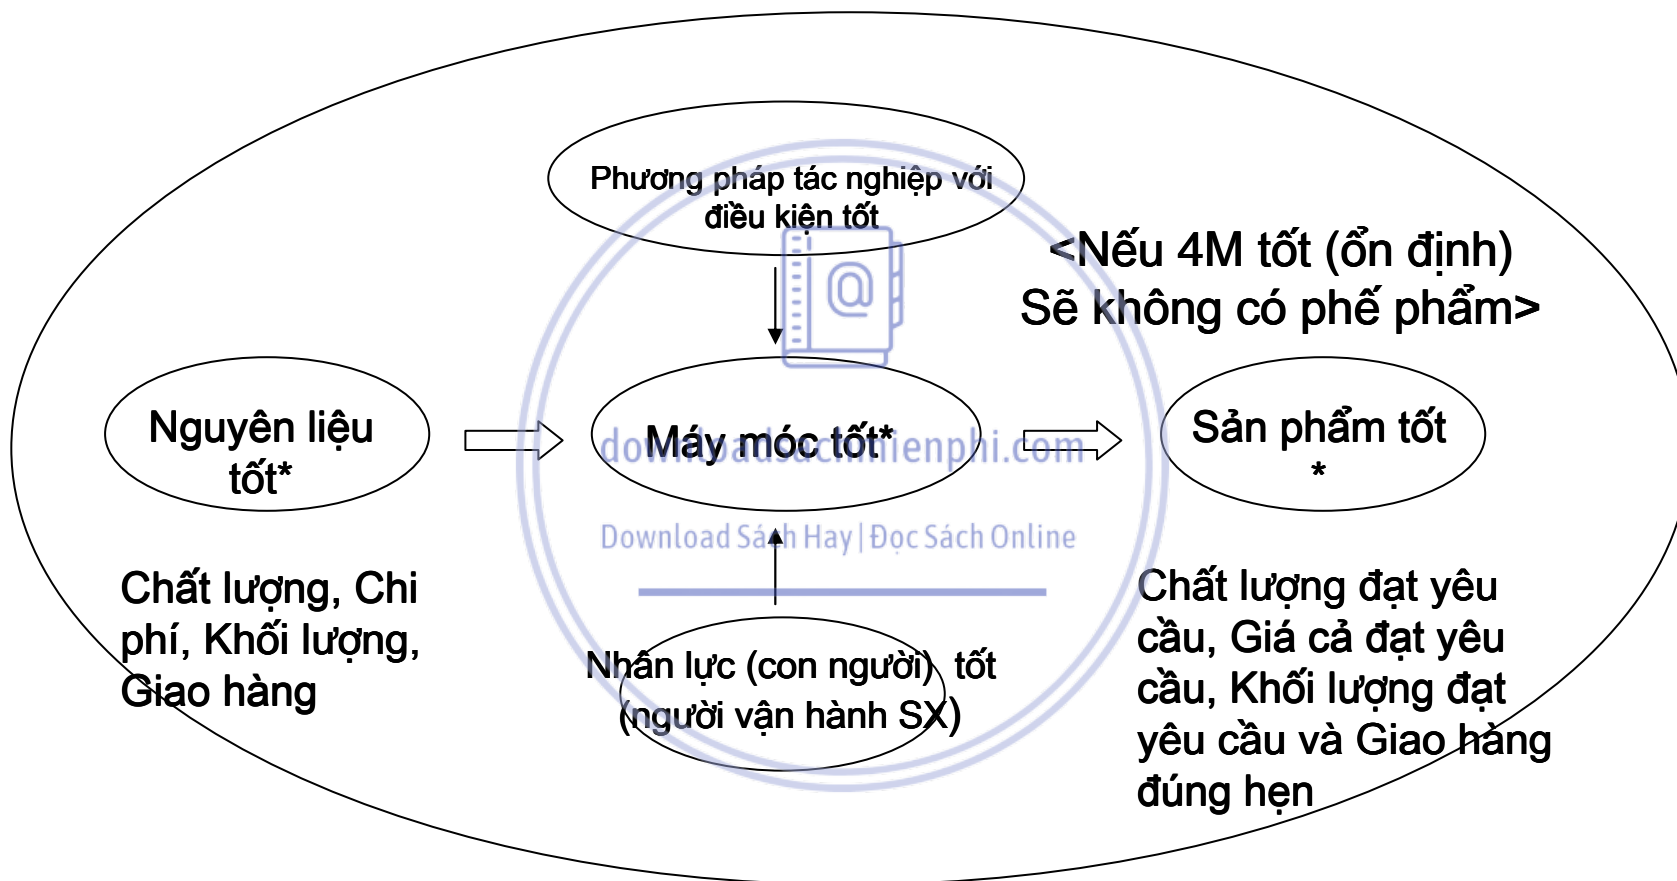 Phương pháp tác nghiệp với
điều kiện tốt
<Nếu 4M tốt (ổn định)
Sẽ không có phế phẩm>
Nguyên liệu
tốt*
Máy móc tốt*
Sản phẩm tốt
*
downloadsachmienphi.com
Download Sách Hay | Đọc Sách Online
Chất lượng, Chi
phí, Khối lượng,
Giao hàng
Nhân lực (con người) tốt
(người vận hành SX)
Chất lượng đạt yêu
cầu, Giá cả đạt yêu
cầu, Khối lượng đạt
yêu cầu và Giao hàng
đúng hẹn